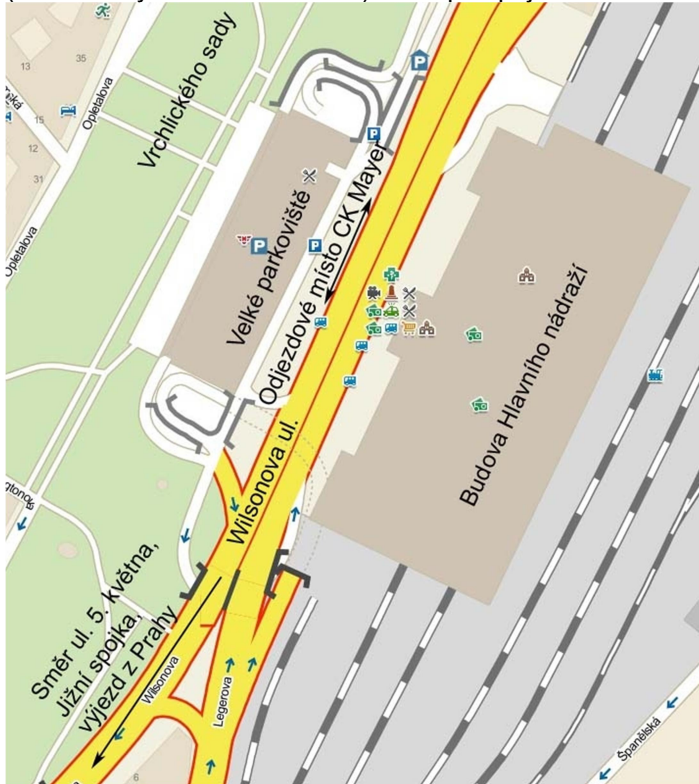 13
35
15
12
31
Opletalova
Opletalova
Vrchlického sady
P
P
P
P
Velké parkoviště
Odjezdové místo CK Mayer
Budova Hlavního nádraží
Wilsonova ul.
Směr ul. 5. května,
Jižní spojka,
výjezd z Prahy
Wilsonova
Legerova
Španělská
6